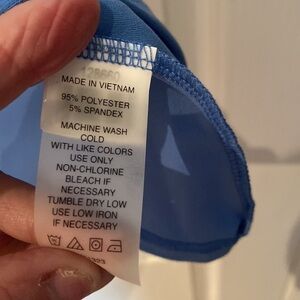 128660
MADE IN VIETNAM
95% POLYESTER
5% SPANDEX
MACHINE WASH
COLD
WITH LIKE COLORS
USE ONLY
NON-CHLORINE
BLEACH IF
NECESSARY
TUMBLE DRY LOW
USE LOW IRON
IF NECESSARY